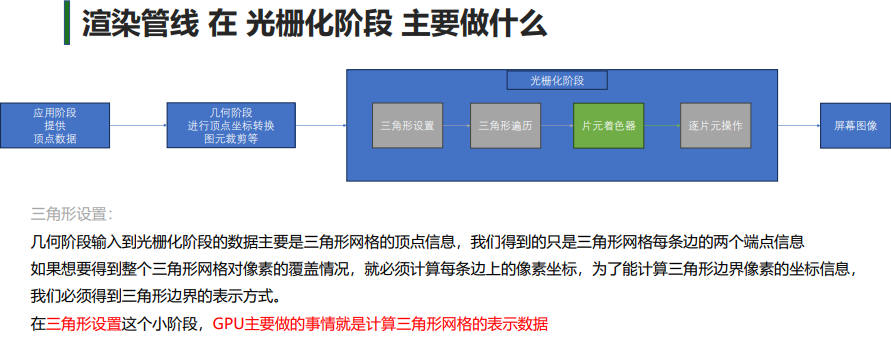 渲染管线 在 光栅化阶段 主要做什么
光栅化阶段
应用阶段
提供
顶点数据
几何阶段
进行顶点坐标转换
图元裁剪等
三角形设置
三角形遍历
片元着色器
逐片元操作
屏幕图像
三角形设置:
几何阶段输入到光栅化阶段的数据主要是三角形网格的顶点信息，我们得到的只是三角形网格每条边的两个端点信息
如果想要得到整个三角形网格对像素的覆盖情况，就必须计算每条边上的像素坐标，为了能计算三角形边界像素的坐标信息，
我们必须得到三角形边界的表示方式。
在三角形设置这个小阶段，GPU主要做的事情就是计算三角形网格的表示数据